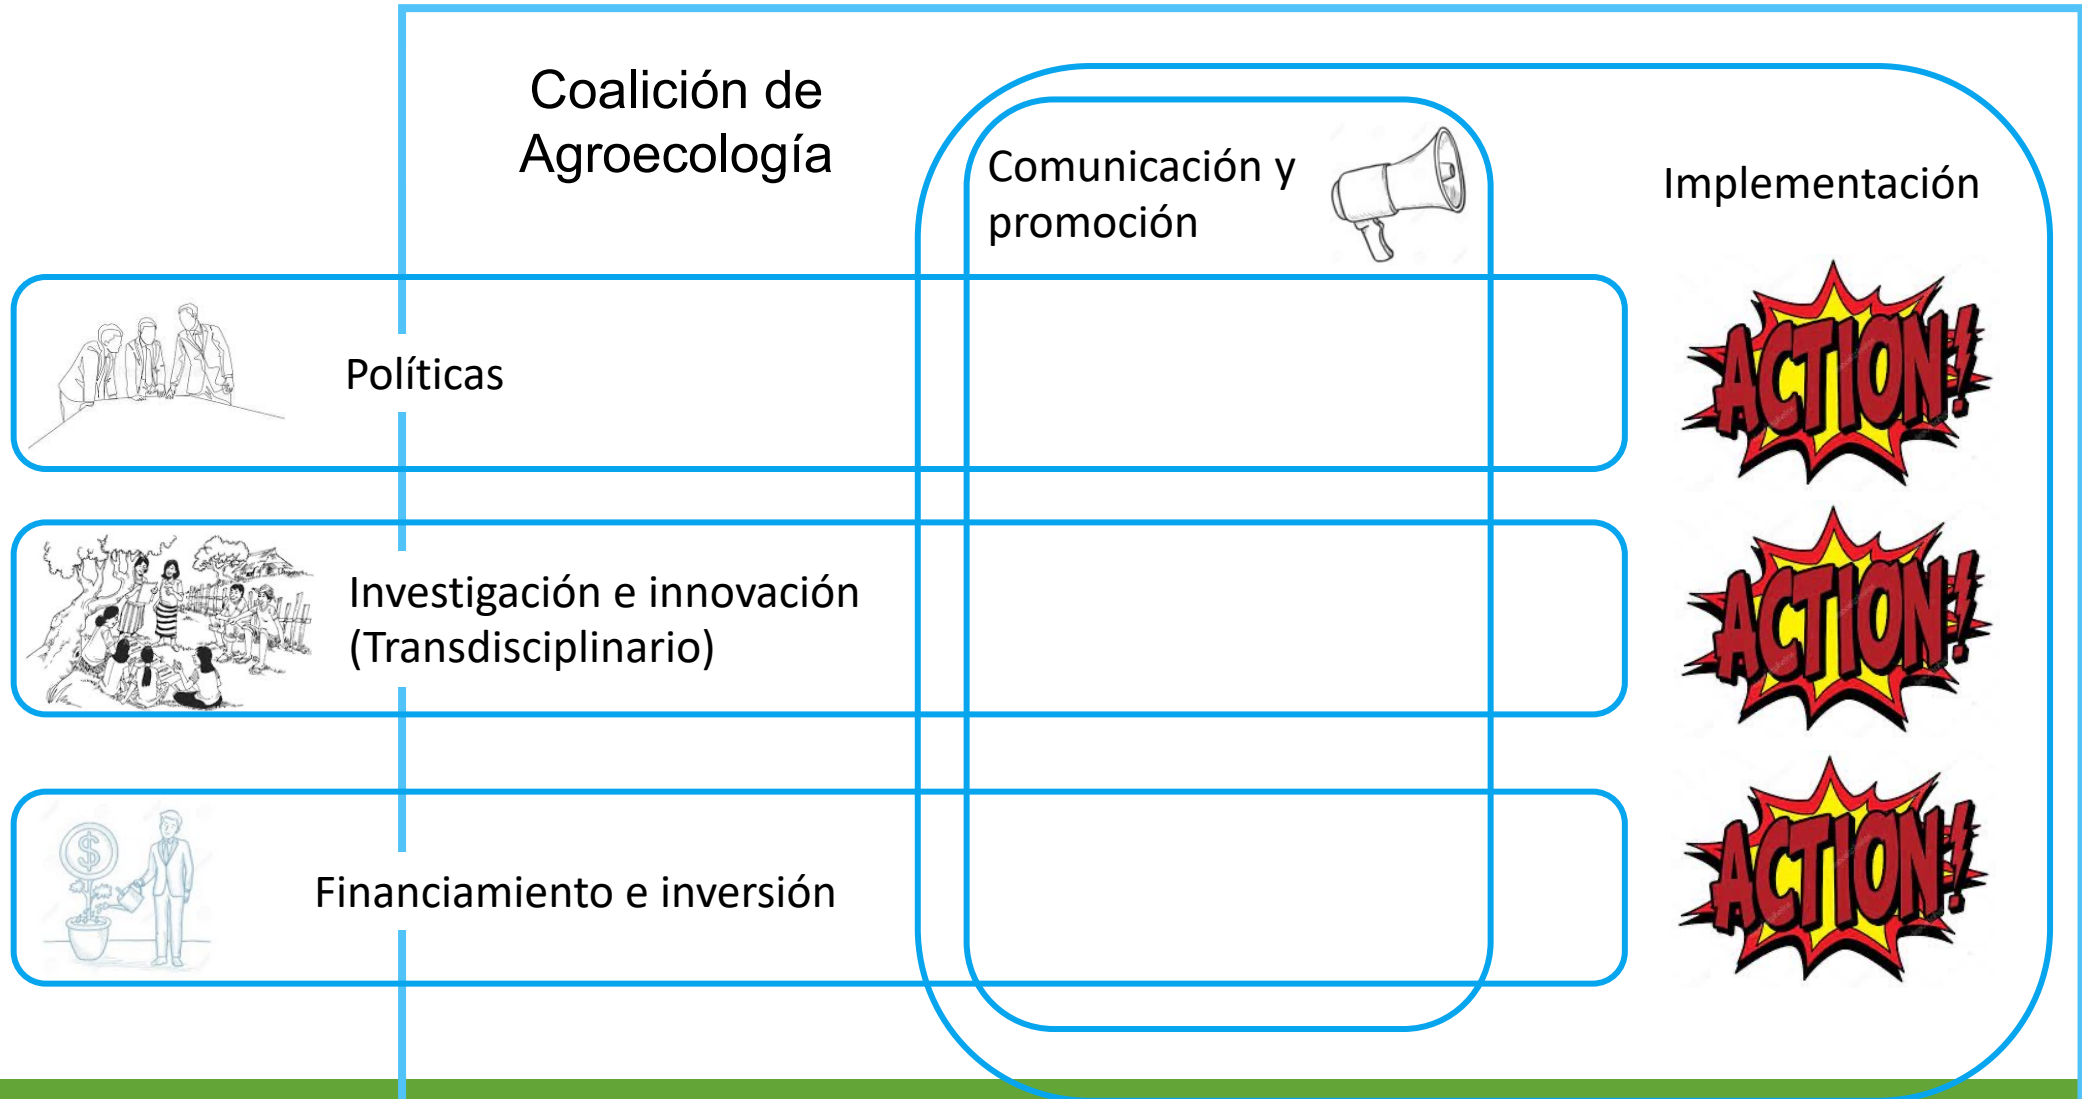 Coalición de
Agroecología
Comunicación y
promoción
Implementación
Políticas
ACTION!
Investigación e innovación
(Transdisciplinario)
ACTION!
$
Financiamiento e inversión
ACTION!